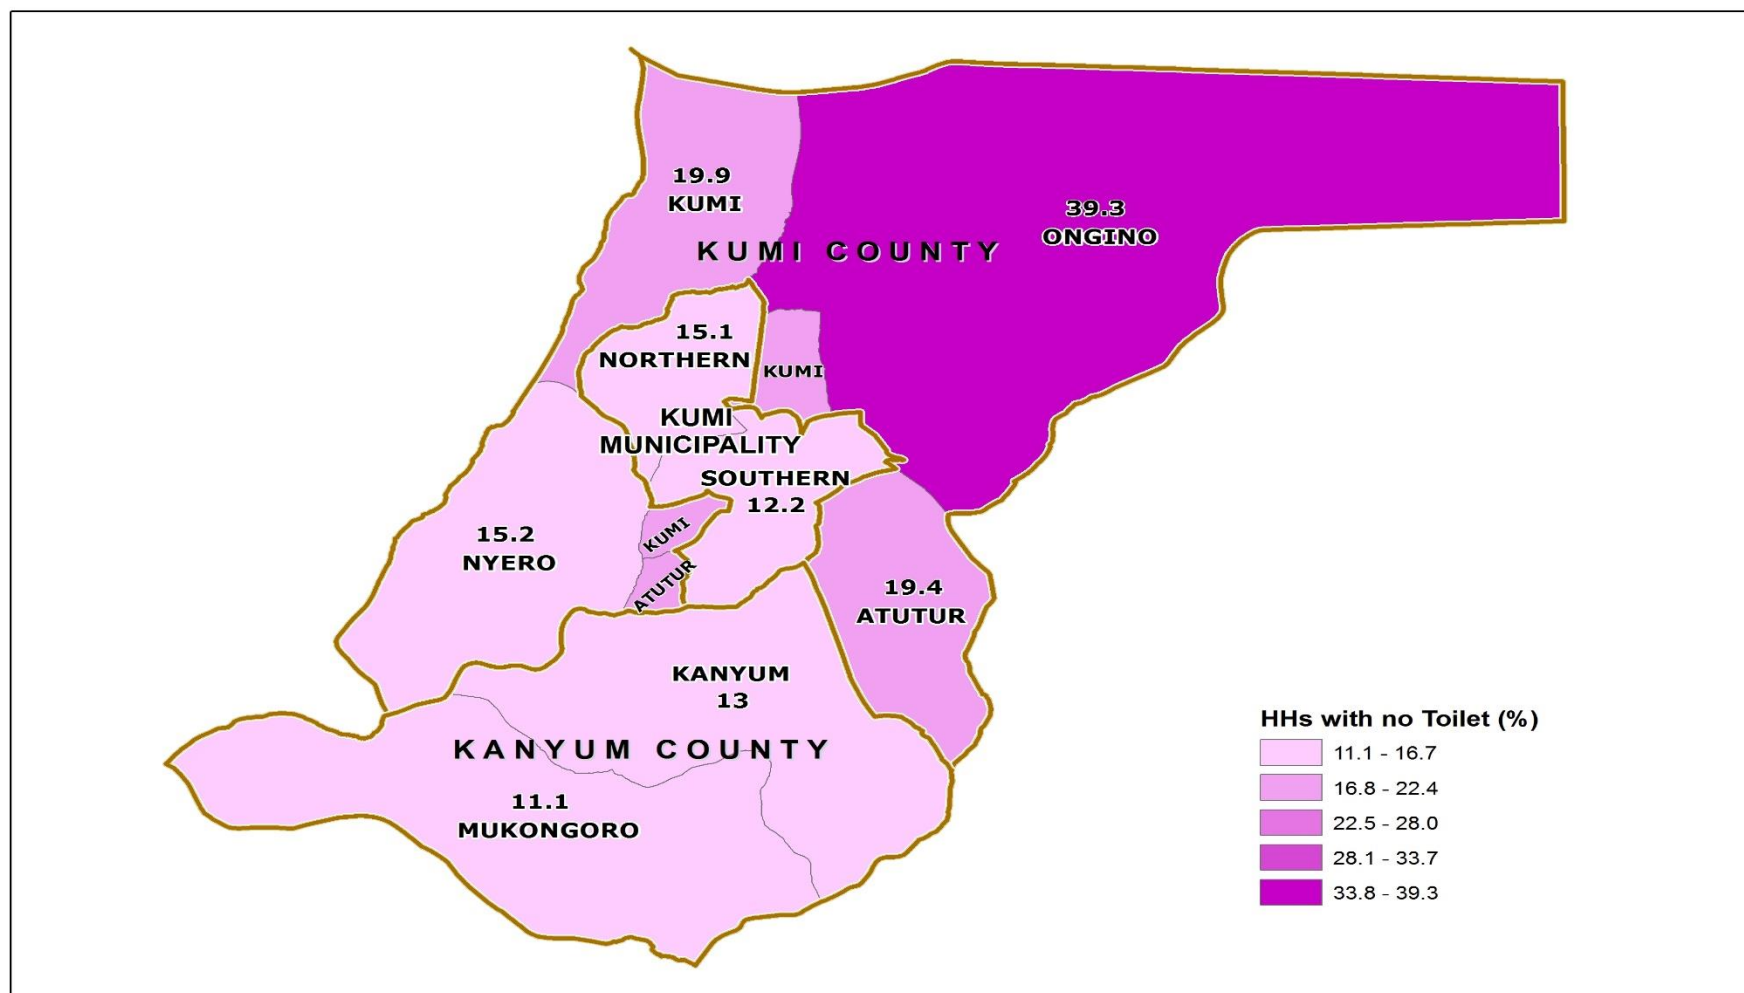 19.9
KUMI
39.3
ONGINO
KUMI COUNTY
15.1
NORTHERN
KUMI
KUMI
MUNICIPALITY
SOUTHERN
12.2
15.2
NYERO
KUMI
ATUTUR
19.4
ATUTUR
KANYUM
13
KANYUM COUNTY
11.1
MUKONGORO
HHs with no Toilet (%)
11.1 - 16.7
16.8 - 22.4
22.5 - 28.0
28.1 - 33.7
33.8 - 39.3